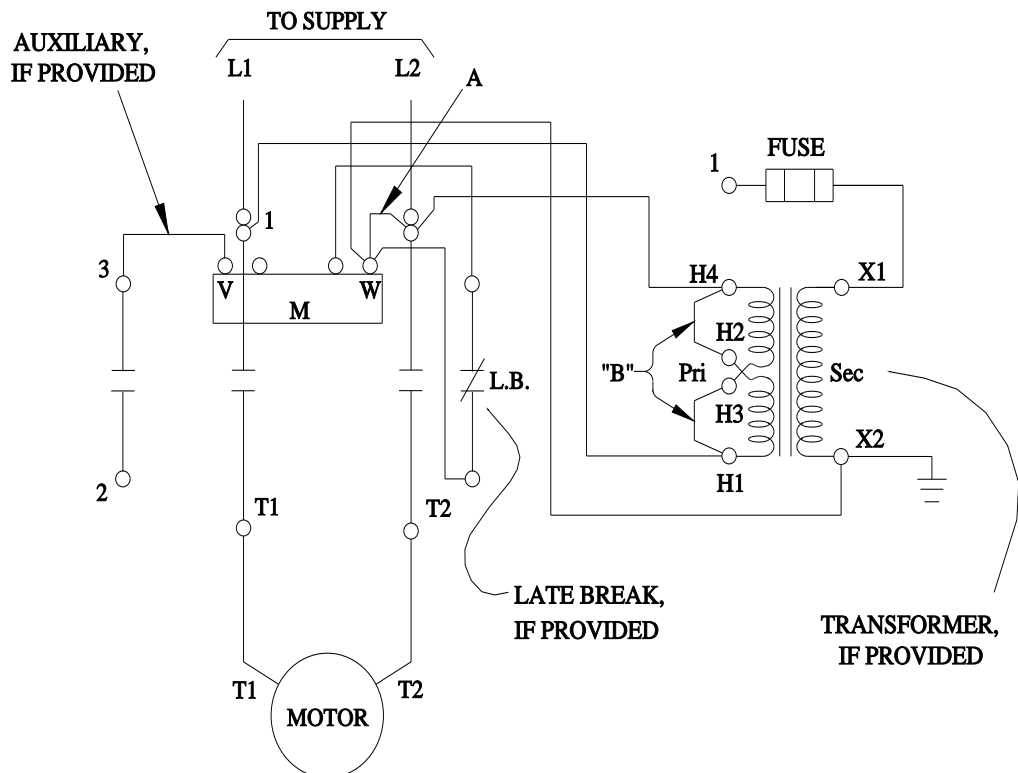 TO SUPPLY
AUXILIARY,
IF PROVIDED
L1
L2
A
1
FUSE
1
3
V
W
M
H4
X1
H2
"B"
Pri
Sec
L.B.
H3
X2
H1
2
T1
T2
LATE BREAK,
IF PROVIDED
TRANSFORMER,
IF PROVIDED
T1
T2
MOTOR